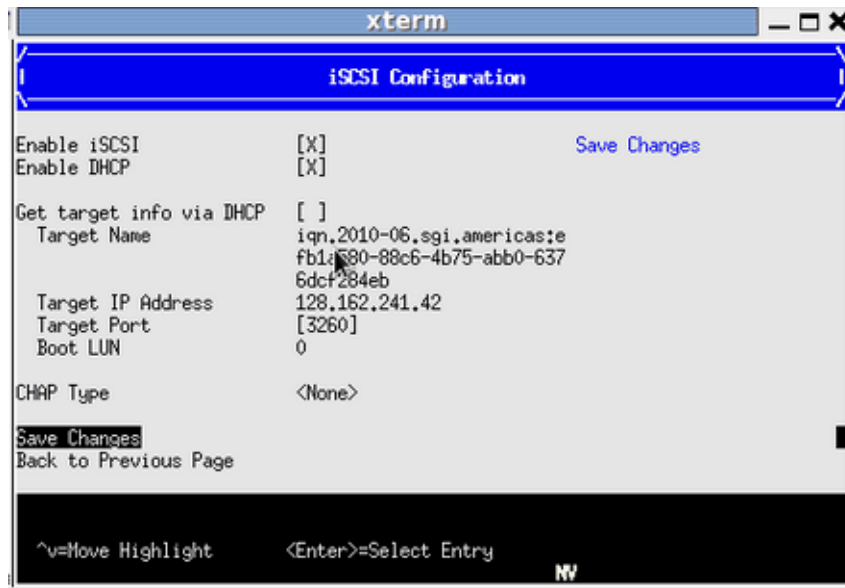 xterm
iSCSI Configuration
Enable iSCSI [X] Save Changes
Enable DHCP [X]
Get target info via DHCP [ ]
Target Name iqn.2010-06.sgi.americas:e
6dcf284eb
Target IP Address 128.162.241.42
Target Port [3260]
Boot LUN 0
CHAP Type <None>
Save Changes
Back to Previous Page
^v=Move Highlight <Enter>=Select Entry